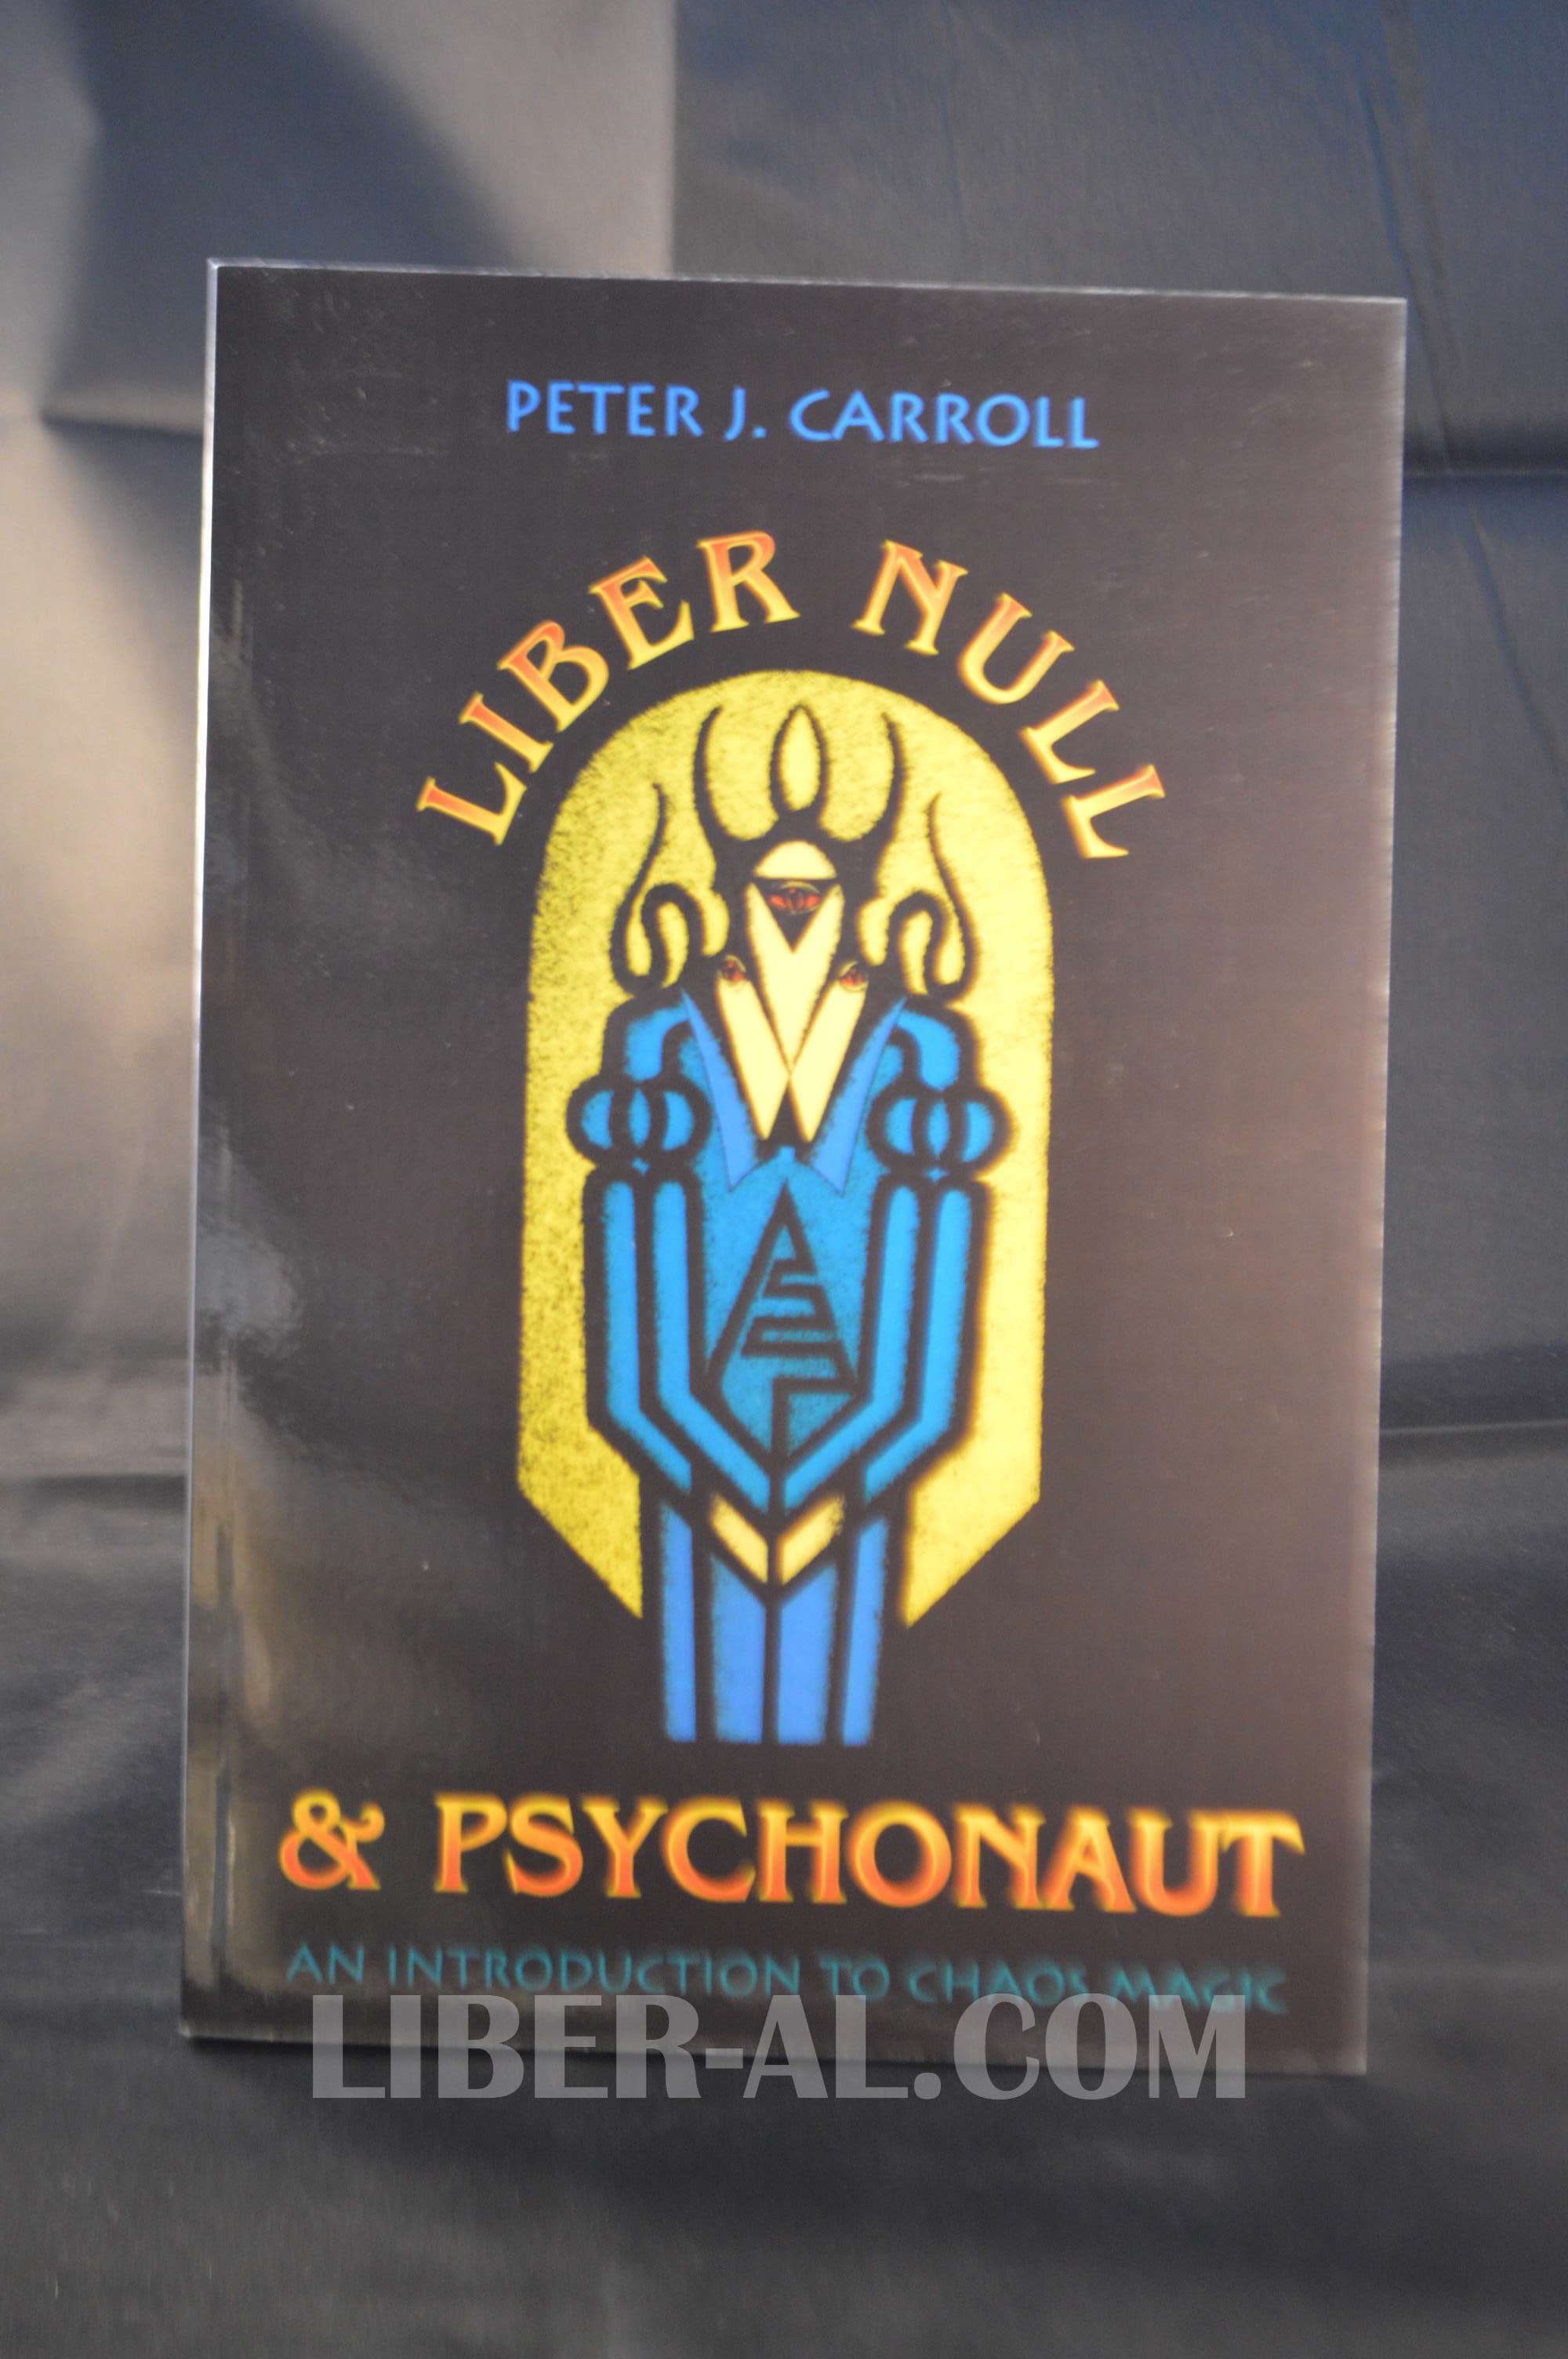 PETER J. CARROLL
LIBER NULL
& PSYCHONAUT
AN INTRODUCTION TO CHAOS MAGIC
LIBER-AL.COM